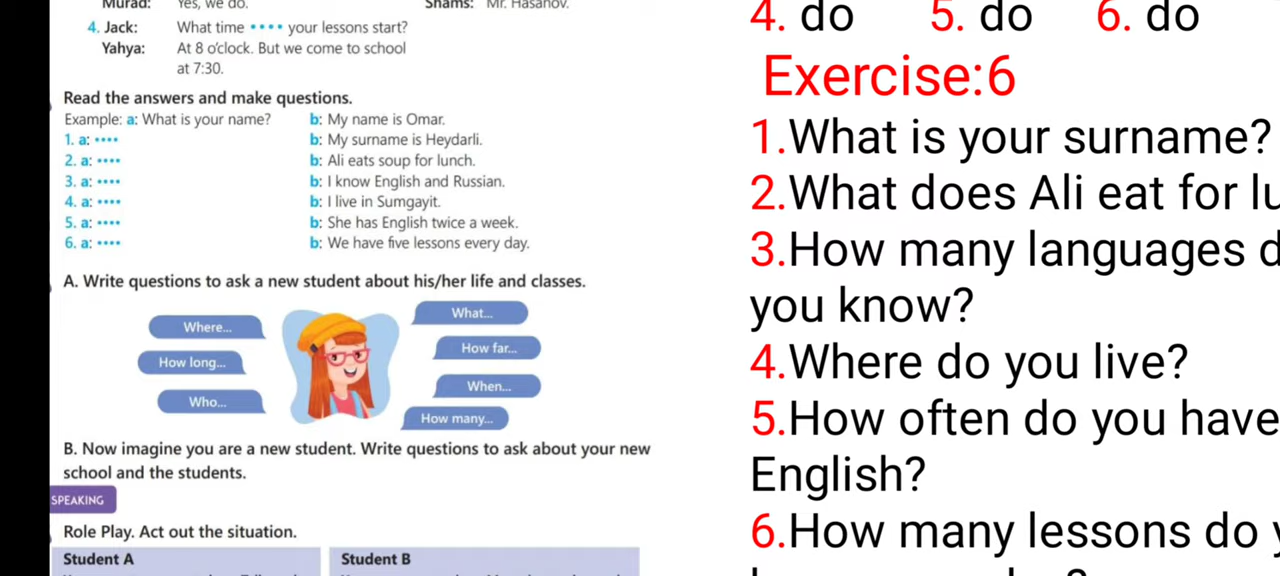 Murad: Yes, we do. Shams: Mr. Hasanov.
4. Jack: What time •••• your lessons start?
Yahya: At 8 o'clock. But we come to school
at 7:30.
Read the answers and make questions.
Example: a: What is your name? b: My name is Omar.
1. a: •••• b: My surname is Heydarli.
2. a: •••• b: Ali eats soup for lunch.
3. a: •••• b: I know English and Russian.
4. a: •••• b: I live in Sumgayit.
5. a: •••• b: She has English twice a week.
6. a: •••• b: We have five lessons every day.
A. Write questions to ask a new student about his/her life and classes.
What...
Where...
How far...
How long...
When...
Who...
How many...
B. Now imagine you are a new student. Write questions to ask about your new
school and the students.
SPEAKING
Role Play. Act out the situation.
Student A Student B
4. do 5. do 6. do
Exercise:6
1.What is your surname?
2.What does Ali eat for
3.How many languages
you know?
4.Where do you live?
5.How often do you have
English?
6.How many lessons do